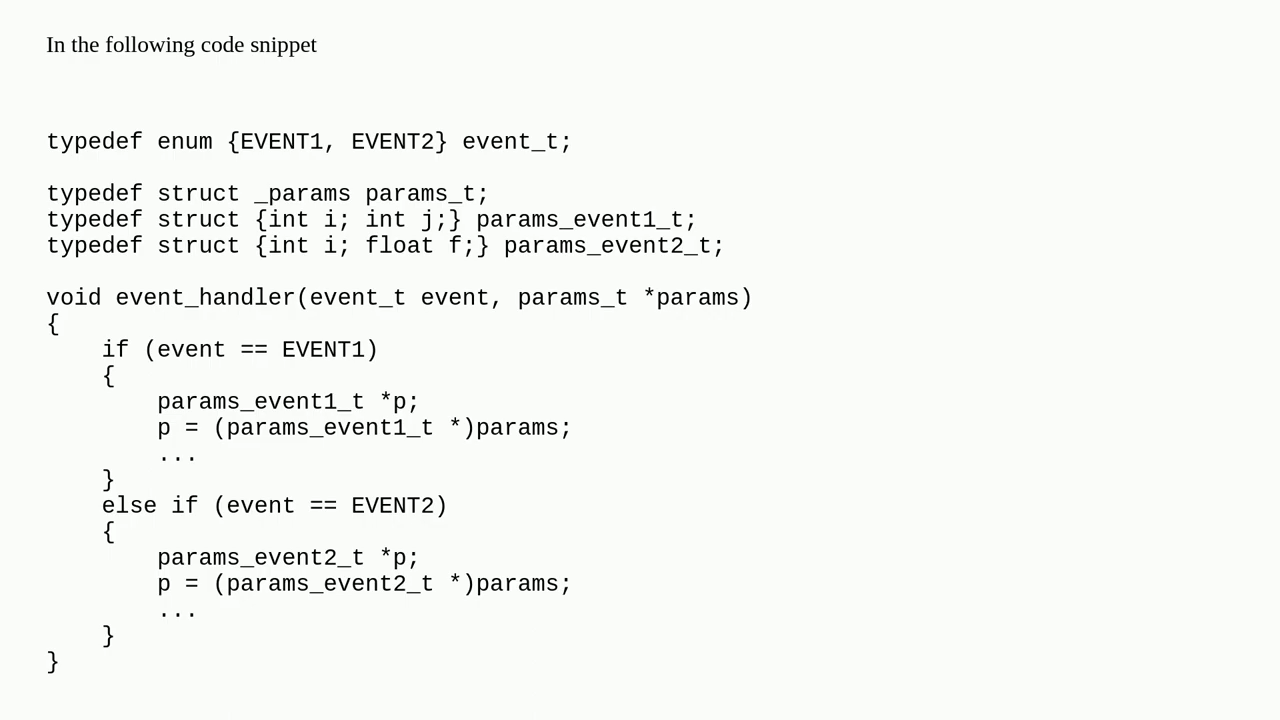 In the following code snippet
typedef enum {EVENT1, EVENT2} event_t;
typedef struct _params params_t;
typedef struct {int i; int j;} params_event1_t;
typedef struct {int i; float f;} params_event2_t;
void event_handler(event_t event, params_t *params)
{
    if (event == EVENT1)
    {
        params_event1_t *p;
        p = (params_event1_t *)params;
        ...
    }
    else if (event == EVENT2)
    {
        params_event2_t *p;
        p = (params_event2_t *)params;
        ...
    }
}